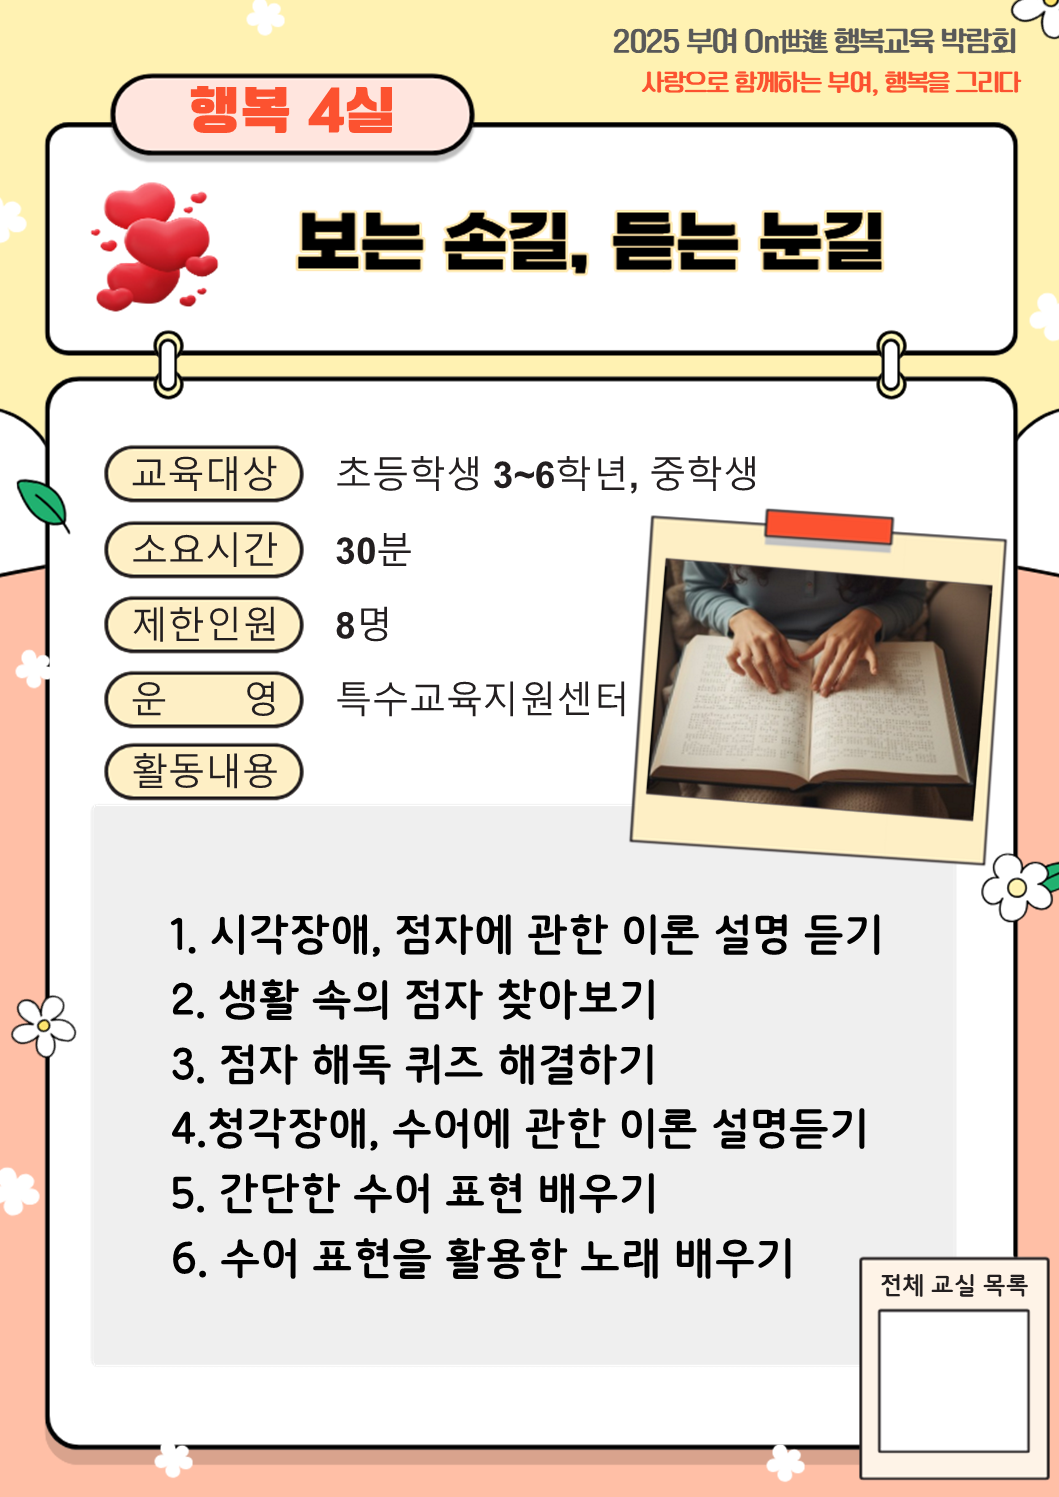 2025 부여 On世進 행복교육 박람회
사랑으로 함께하는 부여, 행복을 그리다
행복 4실
보는 손길, 듣는 눈길
교육대상 초등학생 3~6학년, 중학생
소요시간 30분
제한인원 8명
운 영 특수교육지원센터
활동내용
1. 시각장애, 점자에 관한 이론 설명 듣기
2. 생활 속의 점자 찾아보기
3. 점자 해독 퀴즈 해결하기
4.청각장애, 수어에 관한 이론 설명듣기
5. 간단한 수어 표현 배우기
6. 수어 표현을 활용한 노래 배우기
전체 교실 목록